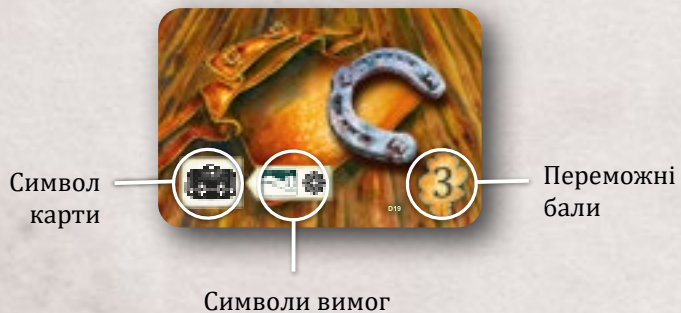 Символ
карти
Переможні
бали
3
D19
Символи вимог